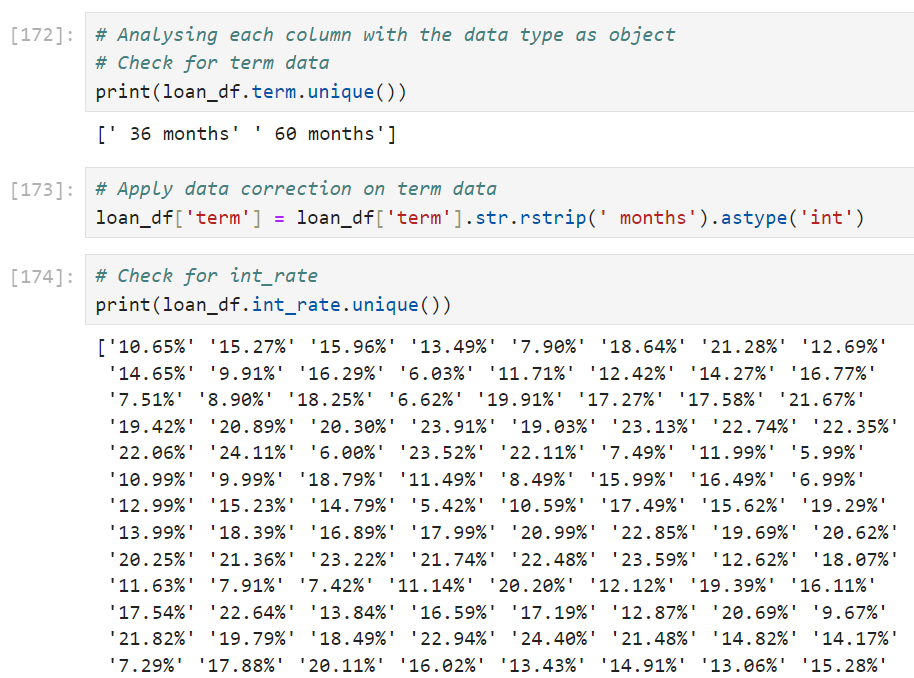 [172]: # Analysing each column with the data type as object
# Check for term data
print(loan_df.term.unique())
[' 36 months' ' 60 months']
[173]: # Apply data correction on term data
loan_df['term'] = loan_df['term'].str.rstrip(' months').astype('int')
[174]: # Check for int_rate
print(loan_df.int_rate.unique())
['10.65%' '15.27%' '15.96%' '13.49%' '7.90%' '18.64%' '21.28%' '12.69%'
'14.65%' '9.91%' '16.29%' '6.03%' '11.71%' '12.42%' '14.27%' '16.77%'
'7.51%' '8.90%' '18.25%' '6.62%' '19.91%' '17.27%' '17.58%' '21.67%'
'19.42%' '20.89%' '20.30%' '23.91%' '19.03%' '23.13%' '22.74%' '22.35%'
'22.06%' '24.11%' '6.00%' '23.52%' '22.11%' '7.49%' '11.99%' '5.99%'
'10.99%' '9.99%' '18.79%' '11.49%' '8.49%' '15.99%' '16.49%' '6.99%'
'12.99%' '15.23%' '14.79%' '5.42%' '10.59%' '17.49%' '15.62%' '19.29%'
'13.99%' '18.39%' '16.89%' '17.99%' '20.99%' '22.85%' '19.69%' '20.62%'
'20.25%' '21.36%' '23.22%' '21.74%' '22.48%' '23.59%' '12.62%' '18.07%'
'11.63%' '7.91%' '7.42%' '11.14%' '20.20%' '12.12%' '19.39%' '16.11%'
'17.54%' '22.64%' '13.84%' '16.59%' '17.19%' '12.87%' '20.69%' '9.67%'
'21.82%' '19.79%' '18.49%' '22.94%' '24.40%' '21.48%' '14.82%' '14.17%'
'7.29%' '17.88%' '20.11%' '16.02%' '13.43%' '14.91%' '13.06%' '15.28%'